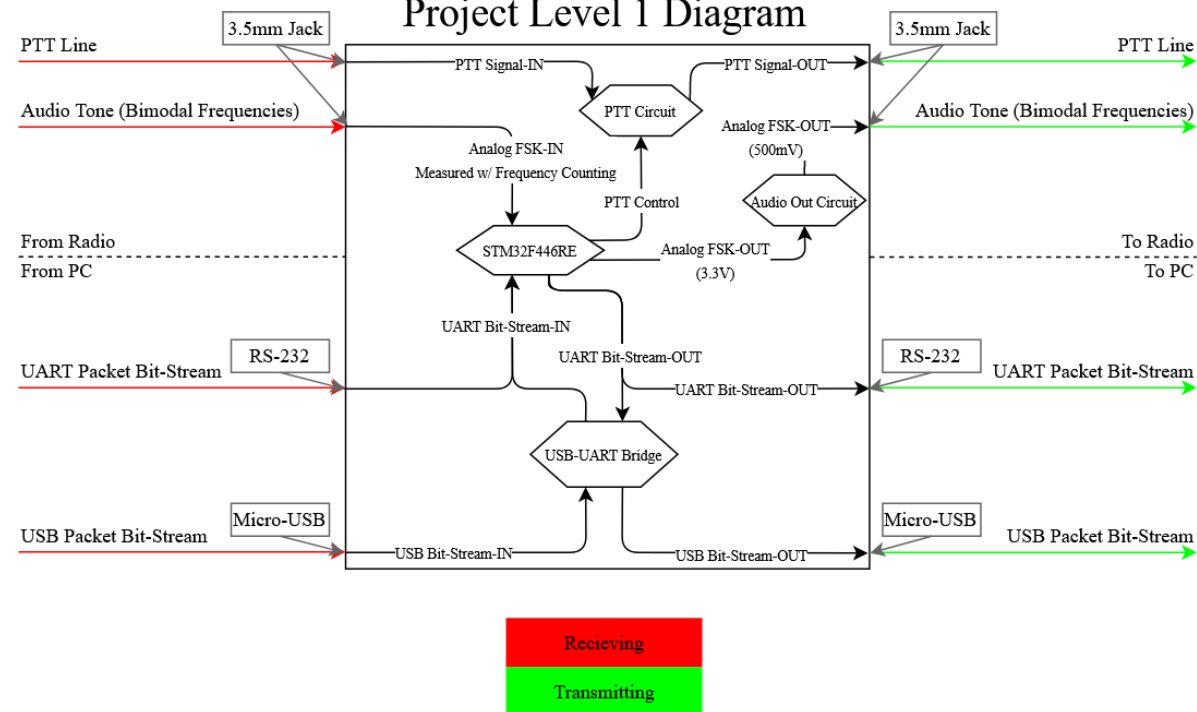 Project Level 1 Diagram
3.5mm Jack
3.5mm Jack
PTT Line
PTT Line
PTT Signal-IN
PTT Signal-OUT
Audio Tone (Bimodal Frequencies)
PTT Circuit
Audio Tone (Bimodal Frequencies)
Analog FSK-OUT
(500mV)
Analog FSK-IN
Measured w/ Frequency Counting
PTT Control
Audio Out Circuit
From Radio
To Radio
STM32F446RE
Analog FSK-OUT
(3.3V)
From PC
To PC
UART Bit-Stream-IN
RS-232
UART Bit-Stream-OUT
RS-232
UART Packet Bit-Stream
UART Packet Bit-Stream
UART Bit-Stream-OUT
USB-UART Bridge
Micro-USB
Micro-USB
USB Packet Bit-Stream
USB Packet Bit-Stream
USB Bit-Stream-IN
USB Bit-Stream-OUT
Recieving
Transmitting